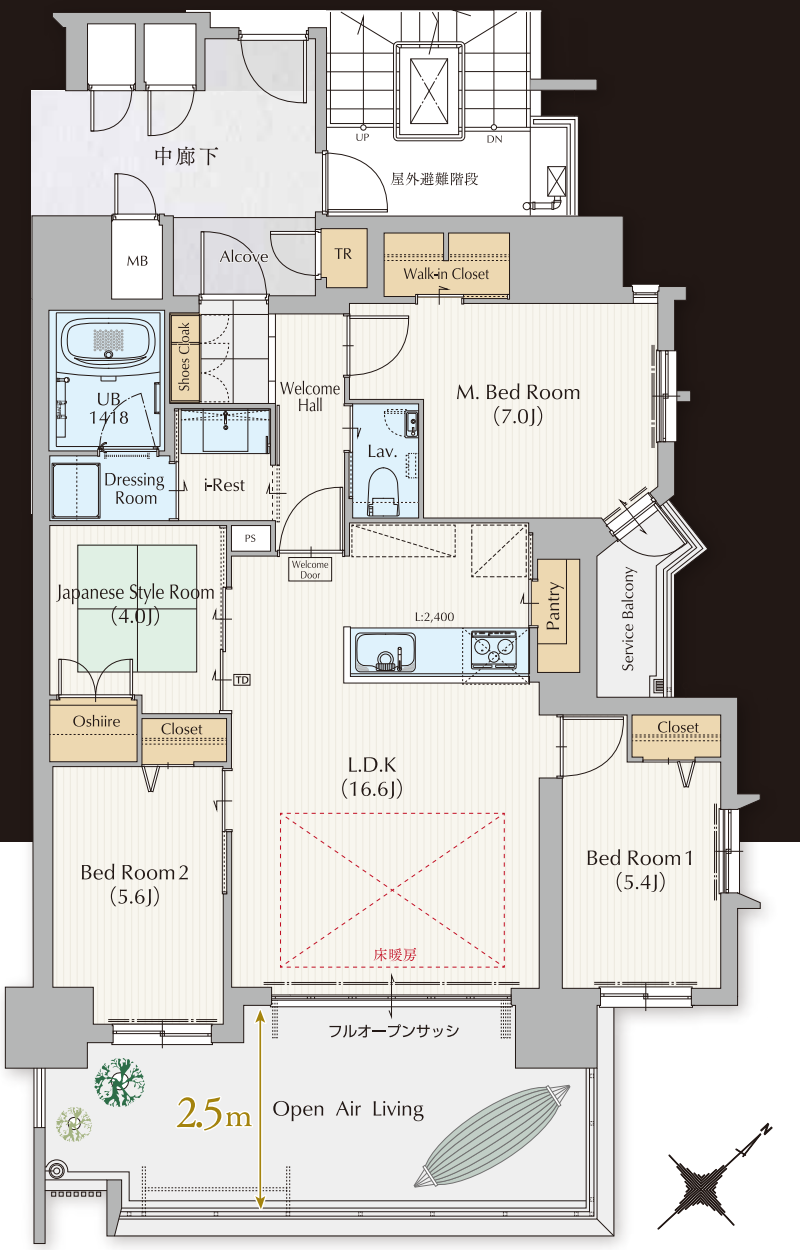 UP
DN
中廊下
屋外避難階段
MB
Alcove
TR
Walk-in Closet
Shoes Cloak
UB
1418
Welcome
Hall
M. Bed Room
(7.0J)
Lav.
Dressing
Room
i-Rest
PS
Welcome
Door
Japanese Style Room
(4.0J)
L:2,400
Pantry
Service Balcony
TD
Oshiire
Closet
Closet
L.D.K
(16.6J)
Bed Room 2
(5.6J)
Bed Room 1
(5.4J)
床暖房
フルオープンサッシ
2.5m
Open Air Living
N